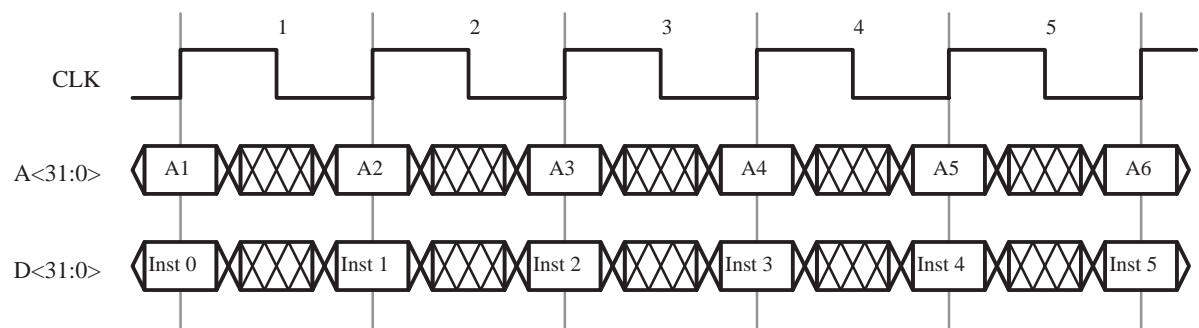 1 2 3 4 5
CLK
A<31:0> A1 A2 A3 A4 A5 A6
D<31:0> Inst 0 Inst 1 Inst 2 Inst 3 Inst 4 Inst 5